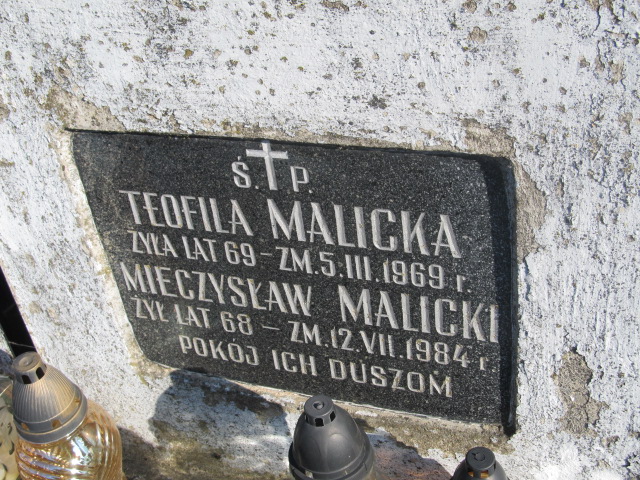 Ś. P.
TEOFILA MALICKA
ŻYŁA LAT 69 – ZM. 5. III 1969 r.
MIECZYSŁAW MALICKI
ŻYŁ LAT 68 – ZM. 12. VII. 1984 r
POKÓJ ICH DUSZOM